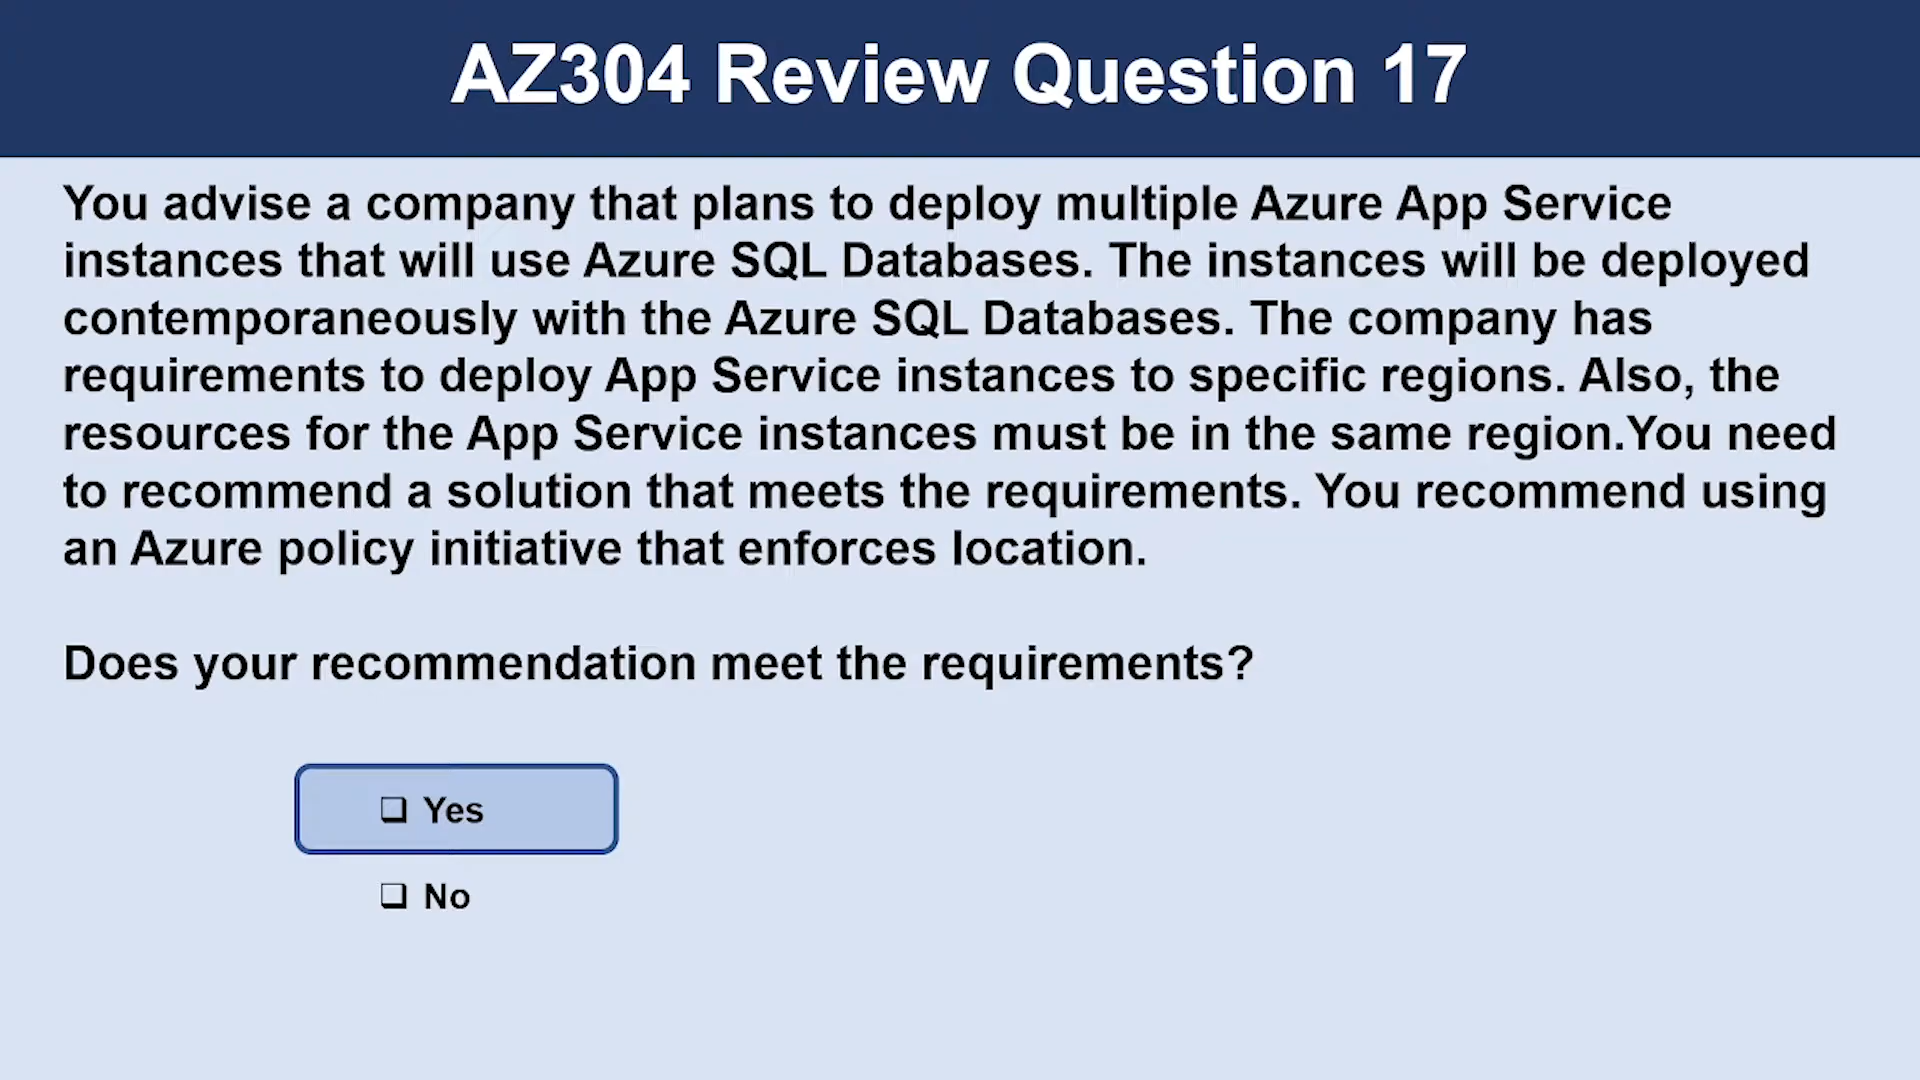 AZ304 Review Question 17
You advise a company that plans to deploy multiple Azure App Service
instances that will use Azure SQL Databases. The instances will be deployed
contemporaneously with the Azure SQL Databases. The company has
requirements to deploy App Service instances to specific regions. Also, the
resources for the App Service instances must be in the same region.You need
to recommend a solution that meets the requirements. You recommend using
an Azure policy initiative that enforces location.
Does your recommendation meet the requirements?
❑ Yes
❑ No